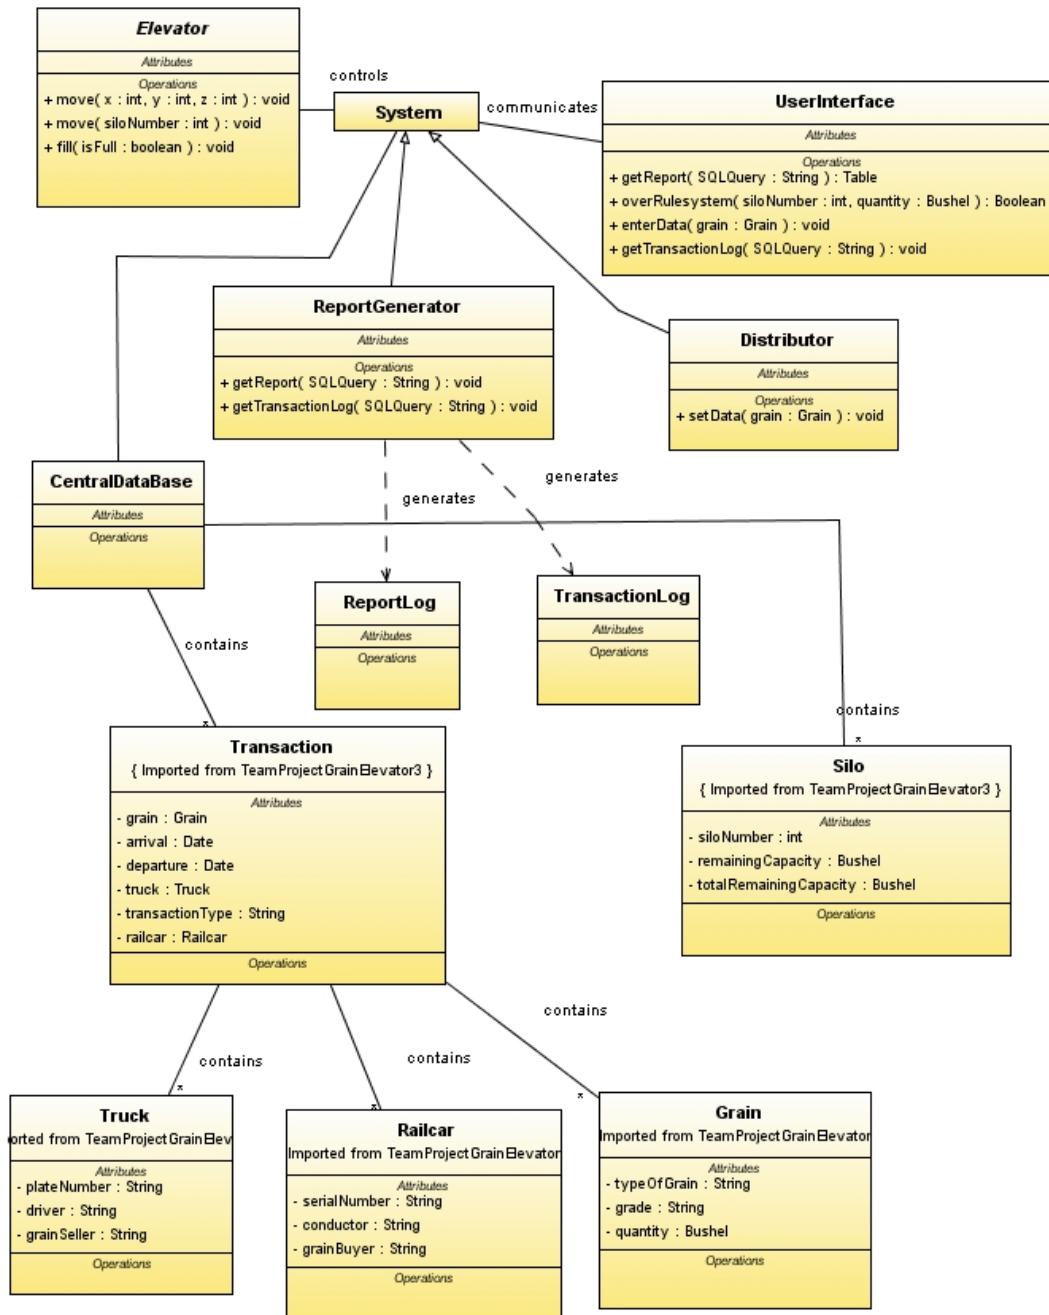 Elevator
Attributes
Operations
+ move( x : int, y : int, z : int ) : void
+ move( siloNumber : int ) : void
+ fill( isFull : boolean ) : void
controls
System
communicates
UserInterface
Attributes
Operations
+ getReport( SQLQuery : String ) : Table
+ overRulesystem( siloNumber : int, quantity : Bushel ) : Boolean
+ enterData( grain : Grain ) : void
+ getTransactionLog( SQLQuery : String ) : void
ReportGenerator
Attributes
Operations
+ getReport( SQLQuery : String ) : void
+ getTransactionLog( SQLQuery : String ) : void
Distributor
Attributes
Operations
+ setData( grain : Grain ) : void
CentralDataBase
Attributes
Operations
generates
generates
ReportLog
Attributes
Operations
TransactionLog
Attributes
Operations
contains
*
Transaction
{ Imported from TeamProjectGrainElevator3 }
Attributes
- grain : Grain
- arrival : Date
- departure : Date
- truck : Truck
- transactionType : String
- railcar : Railcar
Operations
contains
*
Silo
{ Imported from TeamProjectGrainElevator3 }
Attributes
- siloNumber : int
- remainingCapacity : Bushel
- totalRemainingCapacity : Bushel
Operations
contains
*
contains
*
contains
*
Truck
orted from TeamProjectGrainElev
Attributes
- plateNumber : String
- driver : String
- grainSeller : String
Operations
Railcar
Imported from TeamProjectGrainElevator
Attributes
- serialNumber : String
- conductor : String
- grainBuyer : String
Operations
Grain
Imported from TeamProjectGrainElevator
Attributes
- typeOfGrain : String
- grade : String
- quantity : Bushel
Operations